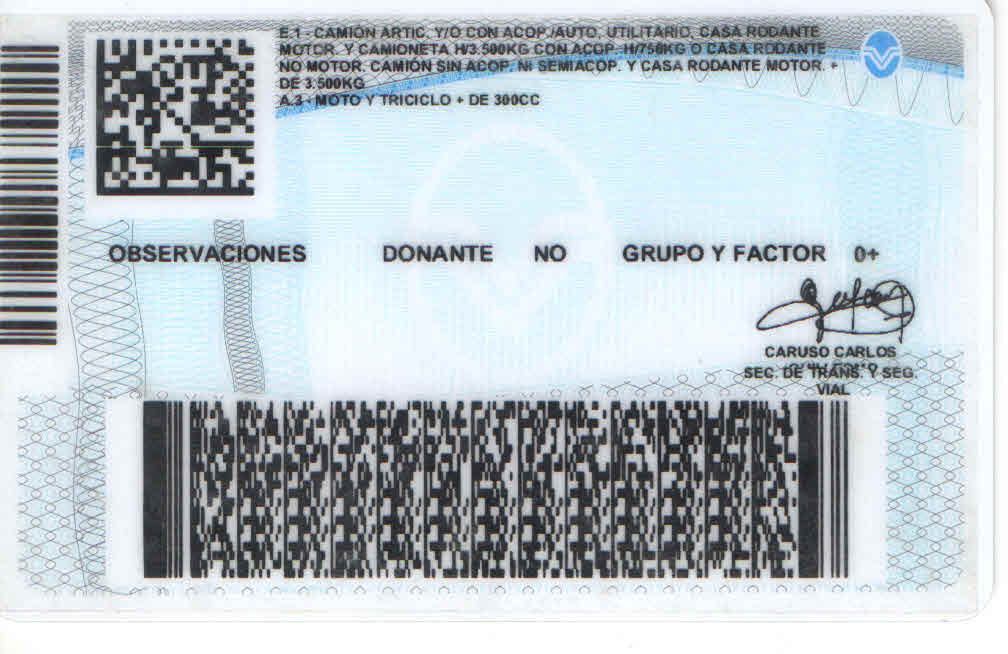 E.1 - CAMIÓN ARTIC. Y/O CON ACOP./AUTO, UTILITARIO, CASA RODANTE
MOTOR. Y CAMIONETA H/3.500KG CON ACOP. H/750KG O CASA RODANTE
NO MOTOR. CAMIÓN SIN ACOP. NI SEMIACOP. Y CASA RODANTE MOTOR. +
DE 3.500KG
A.3 - MOTO Y TRICICLO + DE 300CC
OBSERVACIONES DONANTE NO GRUPO Y FACTOR 0+
CARUSO CARLOS
SEC. DE TRANS. Y SEG.
VIAL